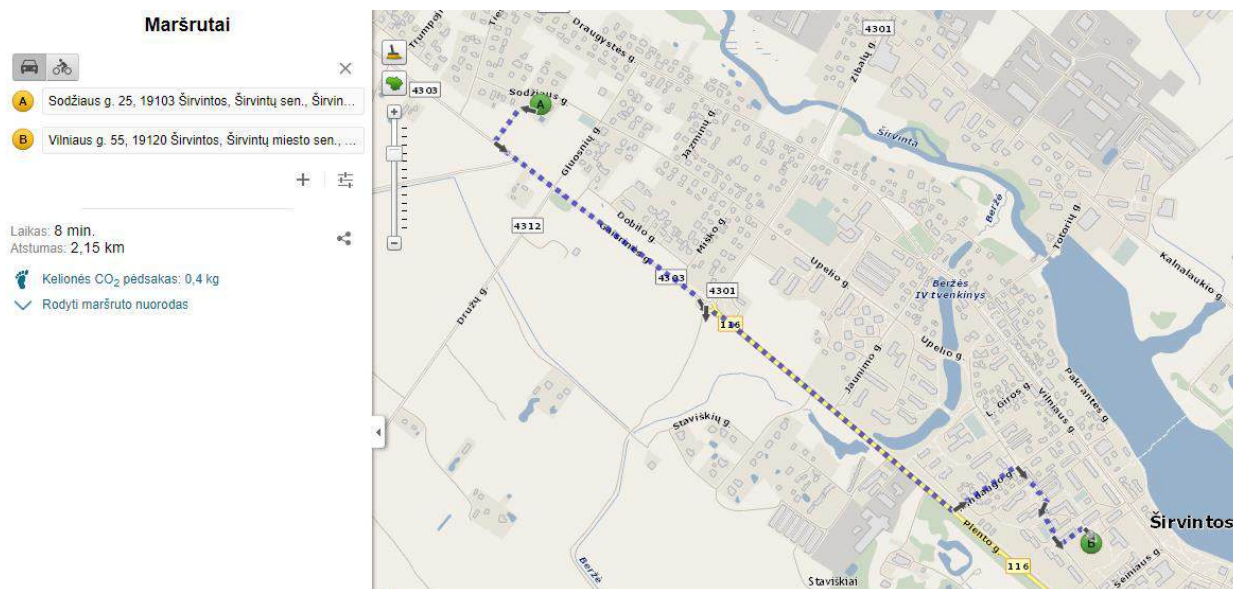 Maršrutai
A
Sodžiaus g. 25, 19103 Širvintos, Širvintų sen., Širvin...
B
Vilniaus g. 55, 19120 Širvintos, Širvintų miesto sen., ...
Laikas: 8 min.
Atstumas: 2,15 km
Kelionės CO2 pėdsakas: 0,4 kg
Rodyti maršruto nuorodas
Draugystės g.
4301
Zibalų g.
4303
Sodžiaus g.
A
Gluosnių g.
Jazminų g.
Širvinta
Beržė
Totorių g.
Dobilo g.
Miško g.
4312
Kalnalaukio g.
Upelio g.
4303
4301
Beržės
IV tvenkinys
Družų g.
116
Jaunimo g.
Upelio g.
Pakrantės g.
L. Giros g.
Vilniaus g.
Staviškių g.
Širvintos
Plento g.
B
Beržė
116
Šeiniaus g.
Staviškiai